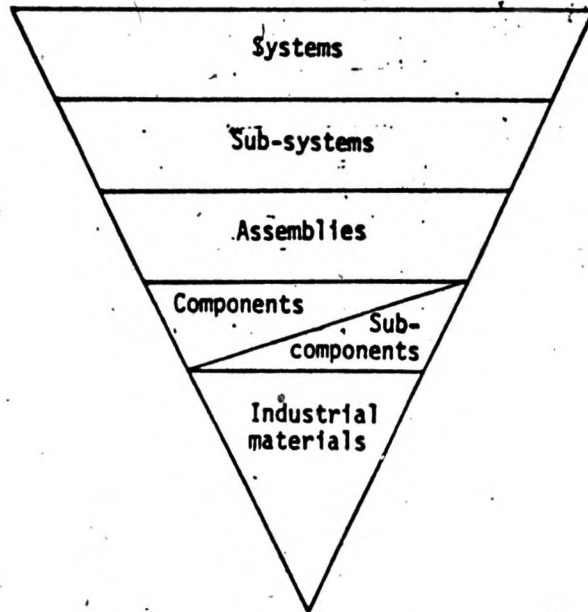 Systems
Sub-systems
Assemblies
Components
Sub-
components
Industrial
materials